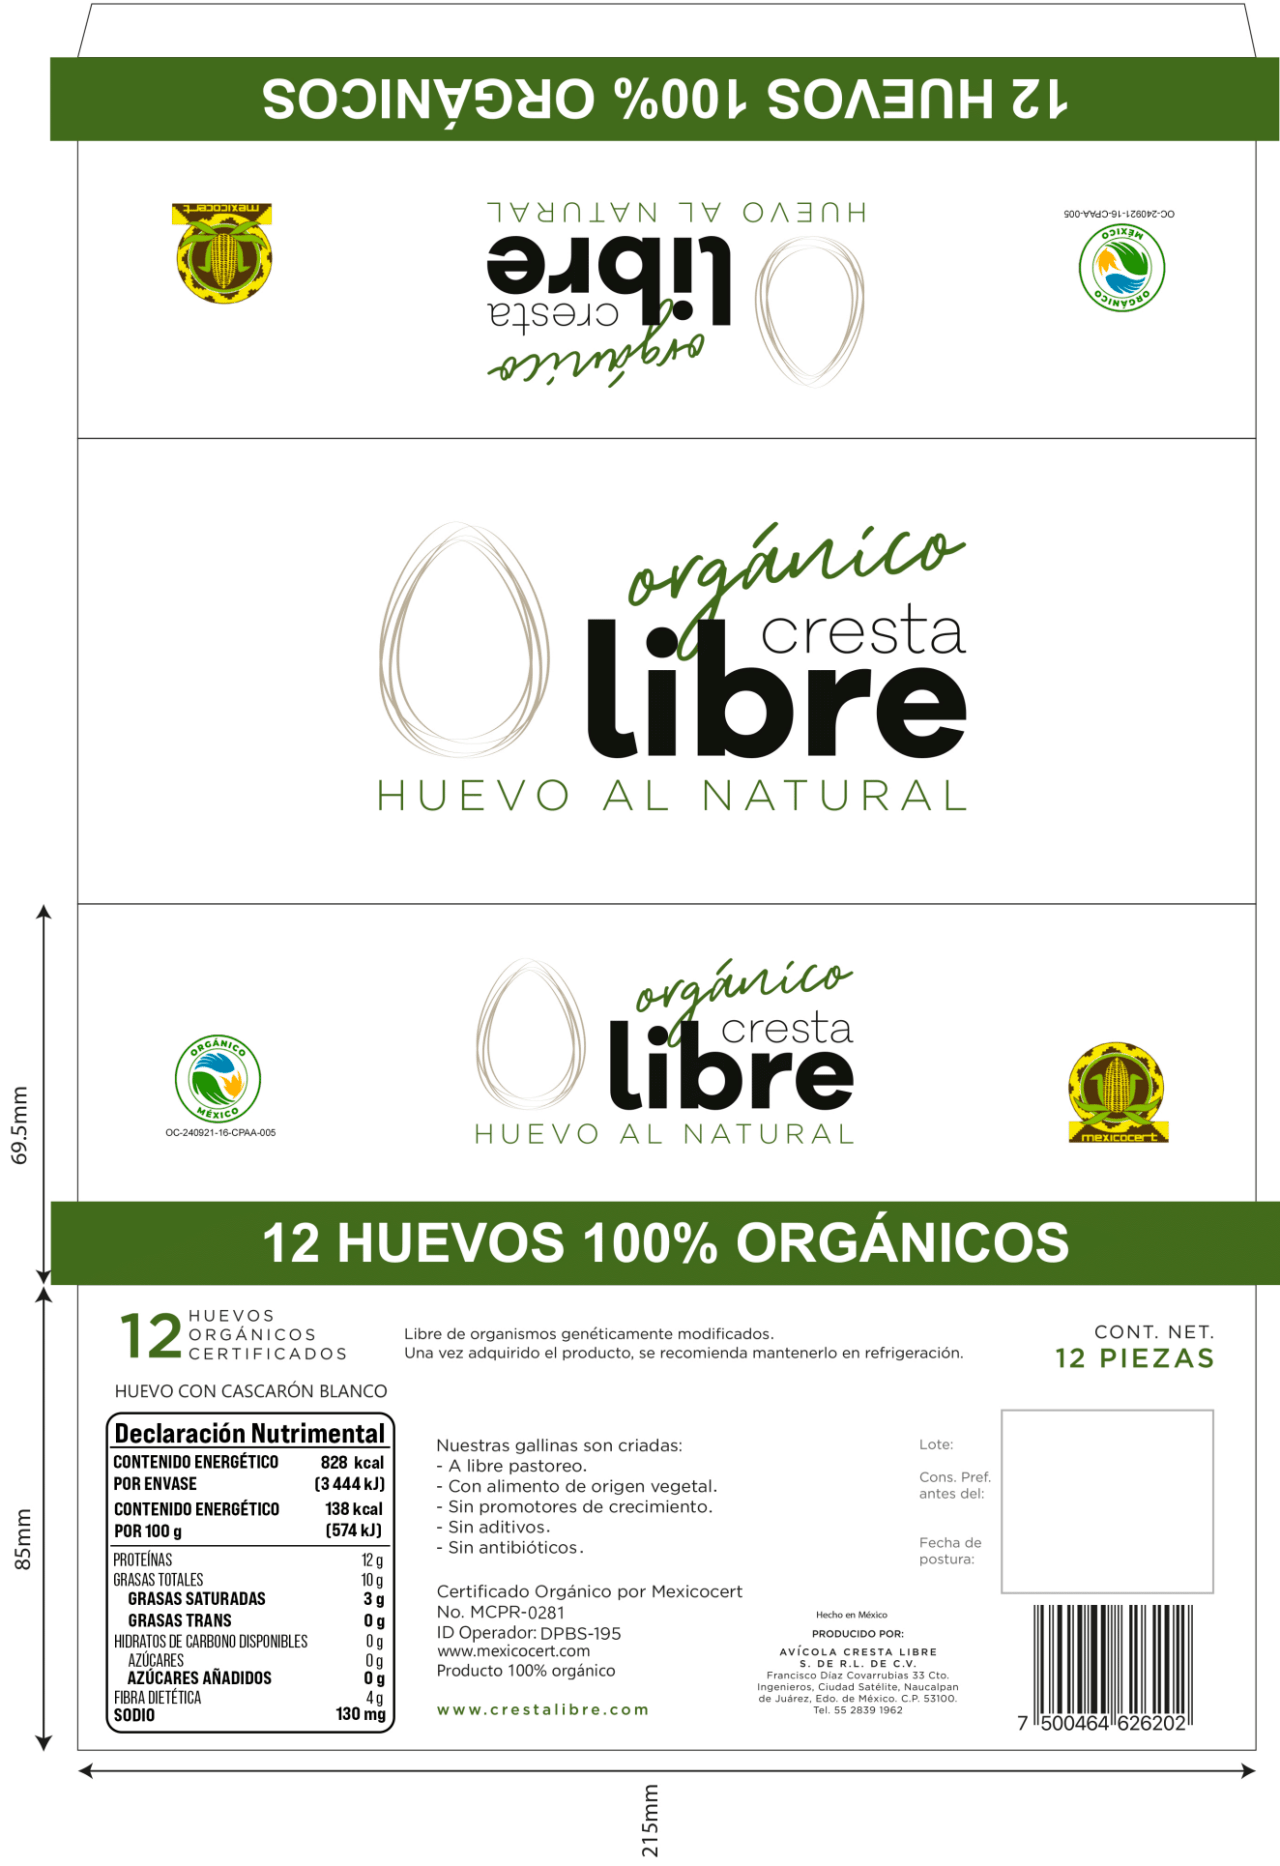 12 HUEVOS 100% ORGÁNICOS
mexicocert
HUEVO AL NATURAL
libre
cresta
orgánico
OC-240921-16-CPAA-005
ORGÁNICO
MÉXICO
orgánico
cresta
libre
HUEVO AL NATURAL
orgánico
cresta
libre
HUEVO AL NATURAL
ORGÁNICO
MÉXICO
OC-240921-16-CPAA-005
mexicocert
69.5mm
12 HUEVOS 100% ORGÁNICOS
12 HUEVOS
ORGÁNICOS
CERTIFICADOS
Libre de organismos genéticamente modificados.
Una vez adquirido el producto, se recomienda mantenerlo en refrigeración.
CONT. NET.
12 PIEZAS
HUEVO CON CASCARÓN BLANCO
Declaración Nutrimental
CONTENIDO ENERGÉTICO 828 kcal
POR ENVASE (3 444 kJ)
CONTENIDO ENERGÉTICO 138 kcal
POR 100 g (574 kJ)
PROTEÍNAS 12 g
GRASAS TOTALES 10 g
GRASAS SATURADAS 3 g
GRASAS TRANS 0 g
HIDRATOS DE CARBONO DISPONIBLES 0 g
AZÚCARES 0 g
AZÚCARES AÑADIDOS 0 g
FIBRA DIETÉTICA 4 g
SODIO 130 mg
Nuestras gallinas son criadas:
- A libre pastoreo.
- Con alimento de origen vegetal.
- Sin promotores de crecimiento.
- Sin aditivos.
- Sin antibióticos.
Certificado Orgánico por Mexicocert
No. MCPR-0281
ID Operador: DPBS-195
www.mexicocert.com
Producto 100% orgánico
www.crestalibre.com
Hecho en México
PRODUCIDO POR:
AVÍCOLA CRESTA LIBRE
S. DE R.L. DE C.V.
Francisco Díaz Covarrubias 33 Cto.
Ingenieros, Ciudad Satélite, Naucalpan
de Juárez, Edo. de México. C.P. 53100.
Tel. 55 2839 1962
Lote:
Cons. Pref.
antes del:
Fecha de
postura:
7 500464 626202
85mm
215mm